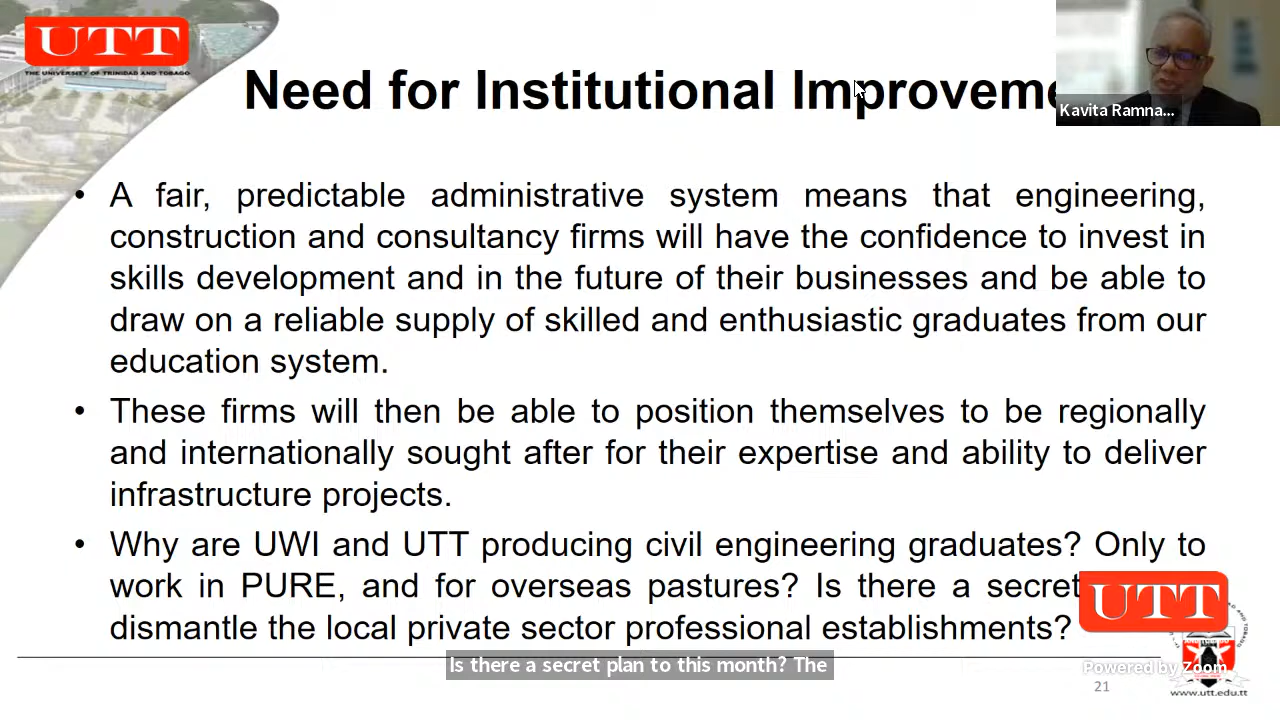 UTT
THE UNIVERSITY OF TRINIDAD AND TOBAGO
Need for Institutional Improveme
Kavita Ramna...
• A fair, predictable administrative system means that engineering,
construction and consultancy firms will have the confidence to invest in
skills development and in the future of their businesses and be able to
draw on a reliable supply of skilled and enthusiastic graduates from our
education system.
• These firms will then be able to position themselves to be regionally
and internationally sought after for their expertise and ability to deliver
infrastructure projects.
• Why are UWI and UTT producing civil engineering graduates? Only to
work in PURE, and for overseas pastures? Is there a secret
dismantle the local private sector professional establishments?
UTT
Is there a secret plan to this month? The
Powered by Zoom
21
www.utt.edu.tt